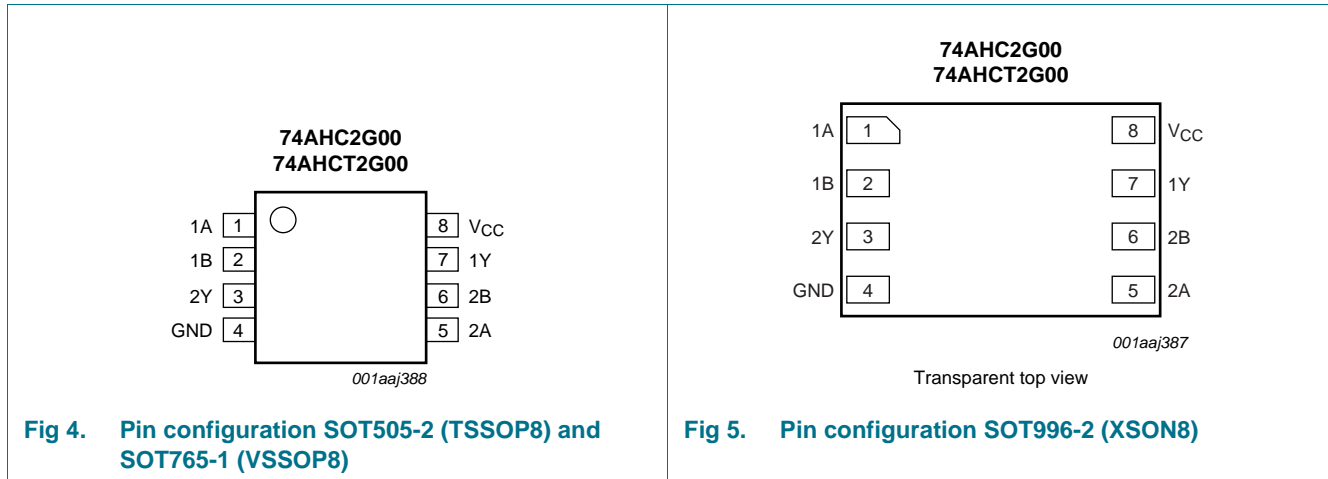 74AHC2G00
74AHCT2G00
1A 1 8 VCC
1B 2 7 1Y
2Y 3 6 2B
GND 4 5 2A
001aaj388
Fig 4. Pin configuration SOT505-2 (TSSOP8) and
SOT765-1 (VSSOP8)
74AHC2G00
74AHCT2G00
1A 1 8 VCC
1B 2 7 1Y
2Y 3 6 2B
GND 4 5 2A
001aaj387
Transparent top view
Fig 5. Pin configuration SOT996-2 (XSON8)